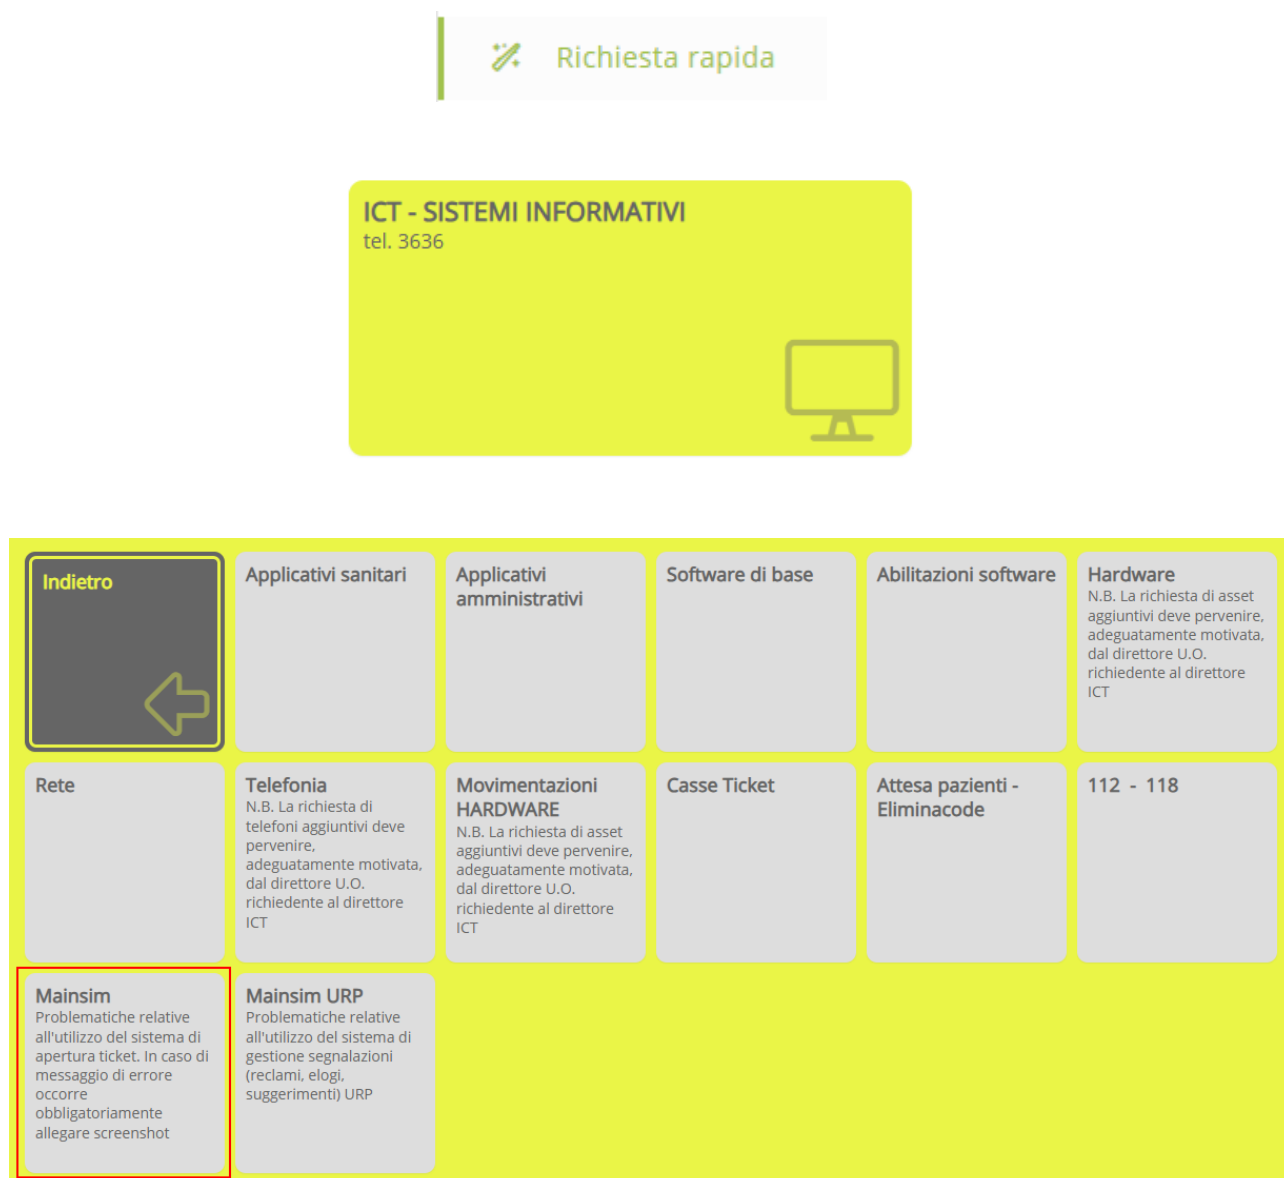 Richiesta rapida
ICT - SISTEMI INFORMATIVI
tel. 3636
Indietro
Applicativi sanitari
Applicativi
amministrativi
Software di base
Abilitazioni software
Hardware
N.B. La richiesta di asset
aggiuntivi deve pervenire,
adeguatamente motivata,
dal direttore U.O.
richiedente al direttore
ICT
Rete
Telefonia
N.B. La richiesta di
telefoni aggiuntivi deve
pervenire,
adeguatamente motivata,
dal direttore U.O.
richiedente al direttore
ICT
Movimentazioni
HARDWARE
N.B. La richiesta di asset
aggiuntivi deve pervenire,
adeguatamente motivata,
dal direttore U.O.
richiedente al direttore
ICT
Casse Ticket
Attesa pazienti -
Eliminacode
112 - 118
Mainsim
Problematiche relative
all'utilizzo del sistema di
apertura ticket. In caso di
messaggio di errore
occorre
obbligatoriamente
allegare screenshot
Mainsim URP
Problematiche relative
all'utilizzo del sistema di
gestione segnalazioni
(reclami, elogi,
suggerimenti) URP